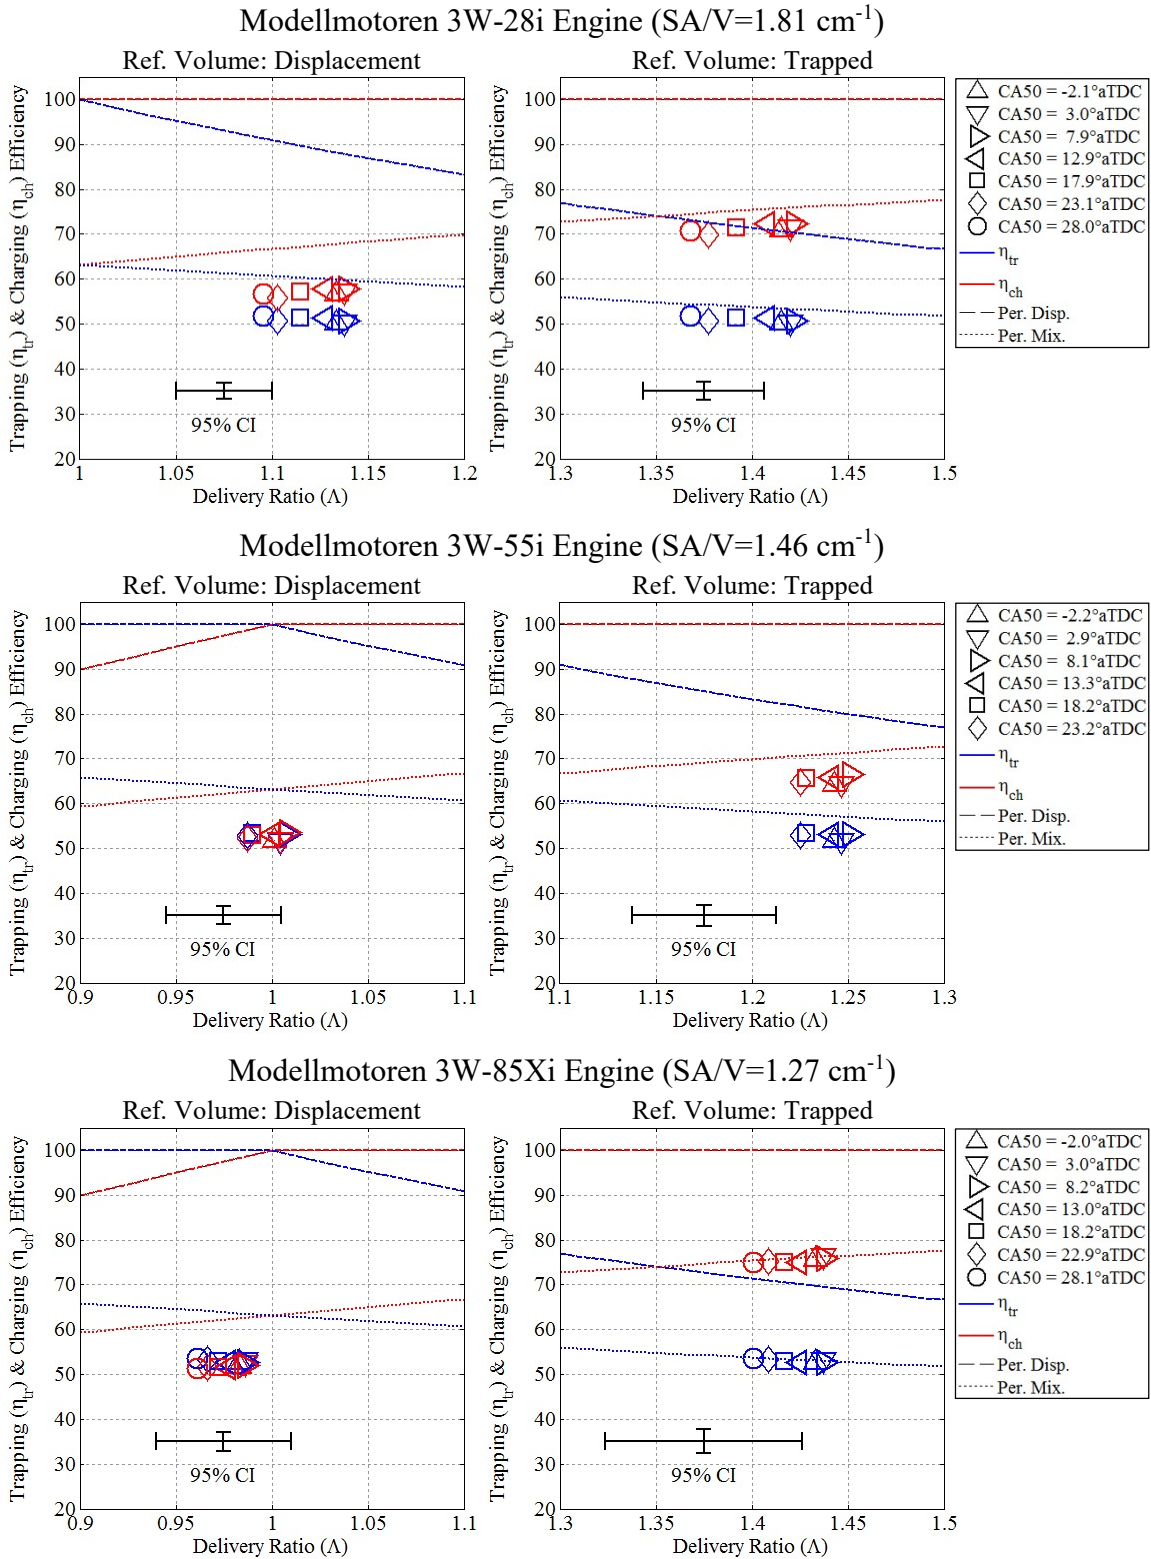 Modellmotoren 3W-28i Engine (SA/V=1.81 cm-1)
Ref. Volume: Displacement
Ref. Volume: Trapped
Trapping (ηtr) & Charging (ηch) Efficiency
100
90
80
70
60
50
40
30
20
95% CI
1 1.05 1.1 1.15 1.2
Delivery Ratio (Λ)
Trapping (ηtr) & Charging (ηch) Efficiency
100
90
80
70
60
50
40
30
20
95% CI
1.3 1.35 1.4 1.45 1.5
Delivery Ratio (Λ)
CA50 = -2.1°aTDC
CA50 = 3.0°aTDC
CA50 = 7.9°aTDC
CA50 = 12.9°aTDC
CA50 = 17.9°aTDC
CA50 = 23.1°aTDC
CA50 = 28.0°aTDC
ηtr
ηch
Per. Disp.
Per. Mix.
Modellmotoren 3W-55i Engine (SA/V=1.46 cm-1)
Ref. Volume: Displacement
Ref. Volume: Trapped
Trapping (ηtr) & Charging (ηch) Efficiency
100
90
80
70
60
50
40
30
20
95% CI
0.9 0.95 1 1.05 1.1
Delivery Ratio (Λ)
Trapping (ηtr) & Charging (ηch) Efficiency
100
90
80
70
60
50
40
30
20
95% CI
1.1 1.15 1.2 1.25 1.3
Delivery Ratio (Λ)
CA50 = -2.2°aTDC
CA50 = 2.9°aTDC
CA50 = 8.1°aTDC
CA50 = 13.3°aTDC
CA50 = 18.2°aTDC
CA50 = 23.2°aTDC
ηtr
ηch
Per. Disp.
Per. Mix.
Modellmotoren 3W-85Xi Engine (SA/V=1.27 cm-1)
Ref. Volume: Displacement
Ref. Volume: Trapped
Trapping (ηtr) & Charging (ηch) Efficiency
100
90
80
70
60
50
40
30
20
95% CI
0.9 0.95 1 1.05 1.1
Delivery Ratio (Λ)
Trapping (ηtr) & Charging (ηch) Efficiency
100
90
80
70
60
50
40
30
20
95% CI
1.3 1.35 1.4 1.45 1.5
Delivery Ratio (Λ)
CA50 = -2.0°aTDC
CA50 = 3.0°aTDC
CA50 = 8.2°aTDC
CA50 = 13.0°aTDC
CA50 = 18.2°aTDC
CA50 = 22.9°aTDC
CA50 = 28.1°aTDC
ηtr
ηch
Per. Disp.
Per. Mix.